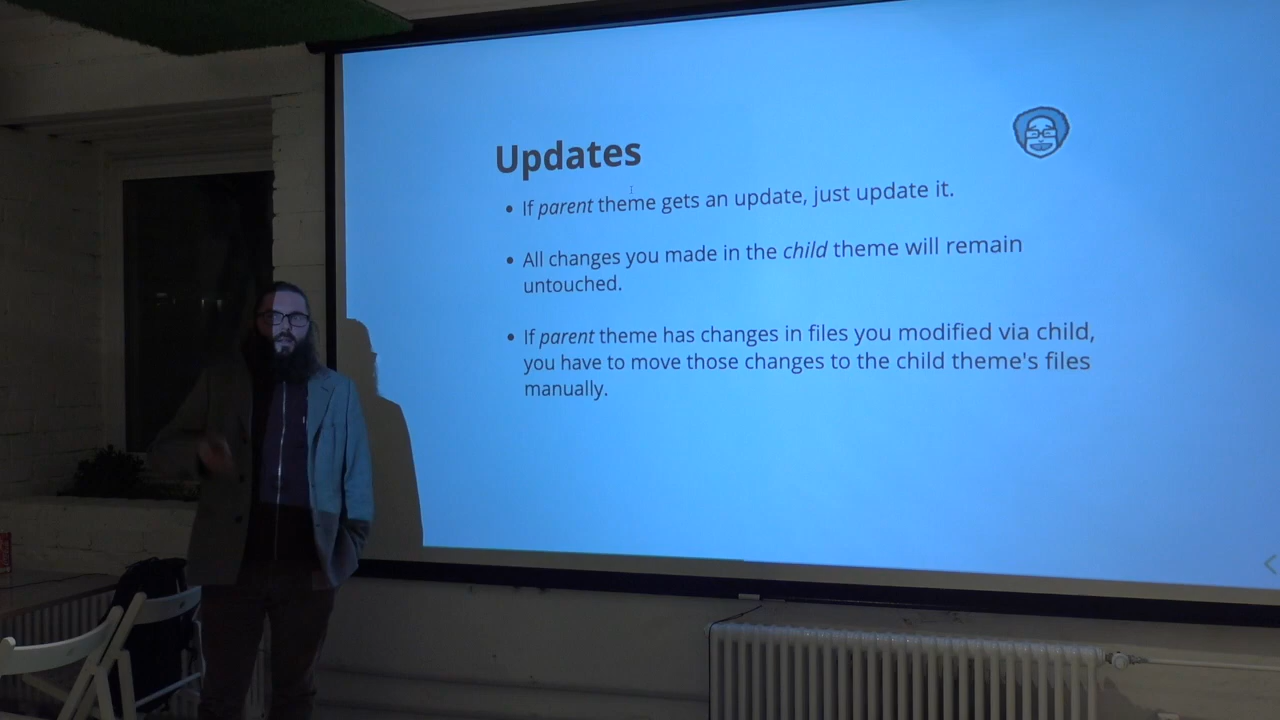 Updates
• If parent theme gets an update, just update it.
• All changes you made in the child theme will remain
untouched.
• If parent theme has changes in files you modified via child,
you have to move those changes to the child theme's files
manually.